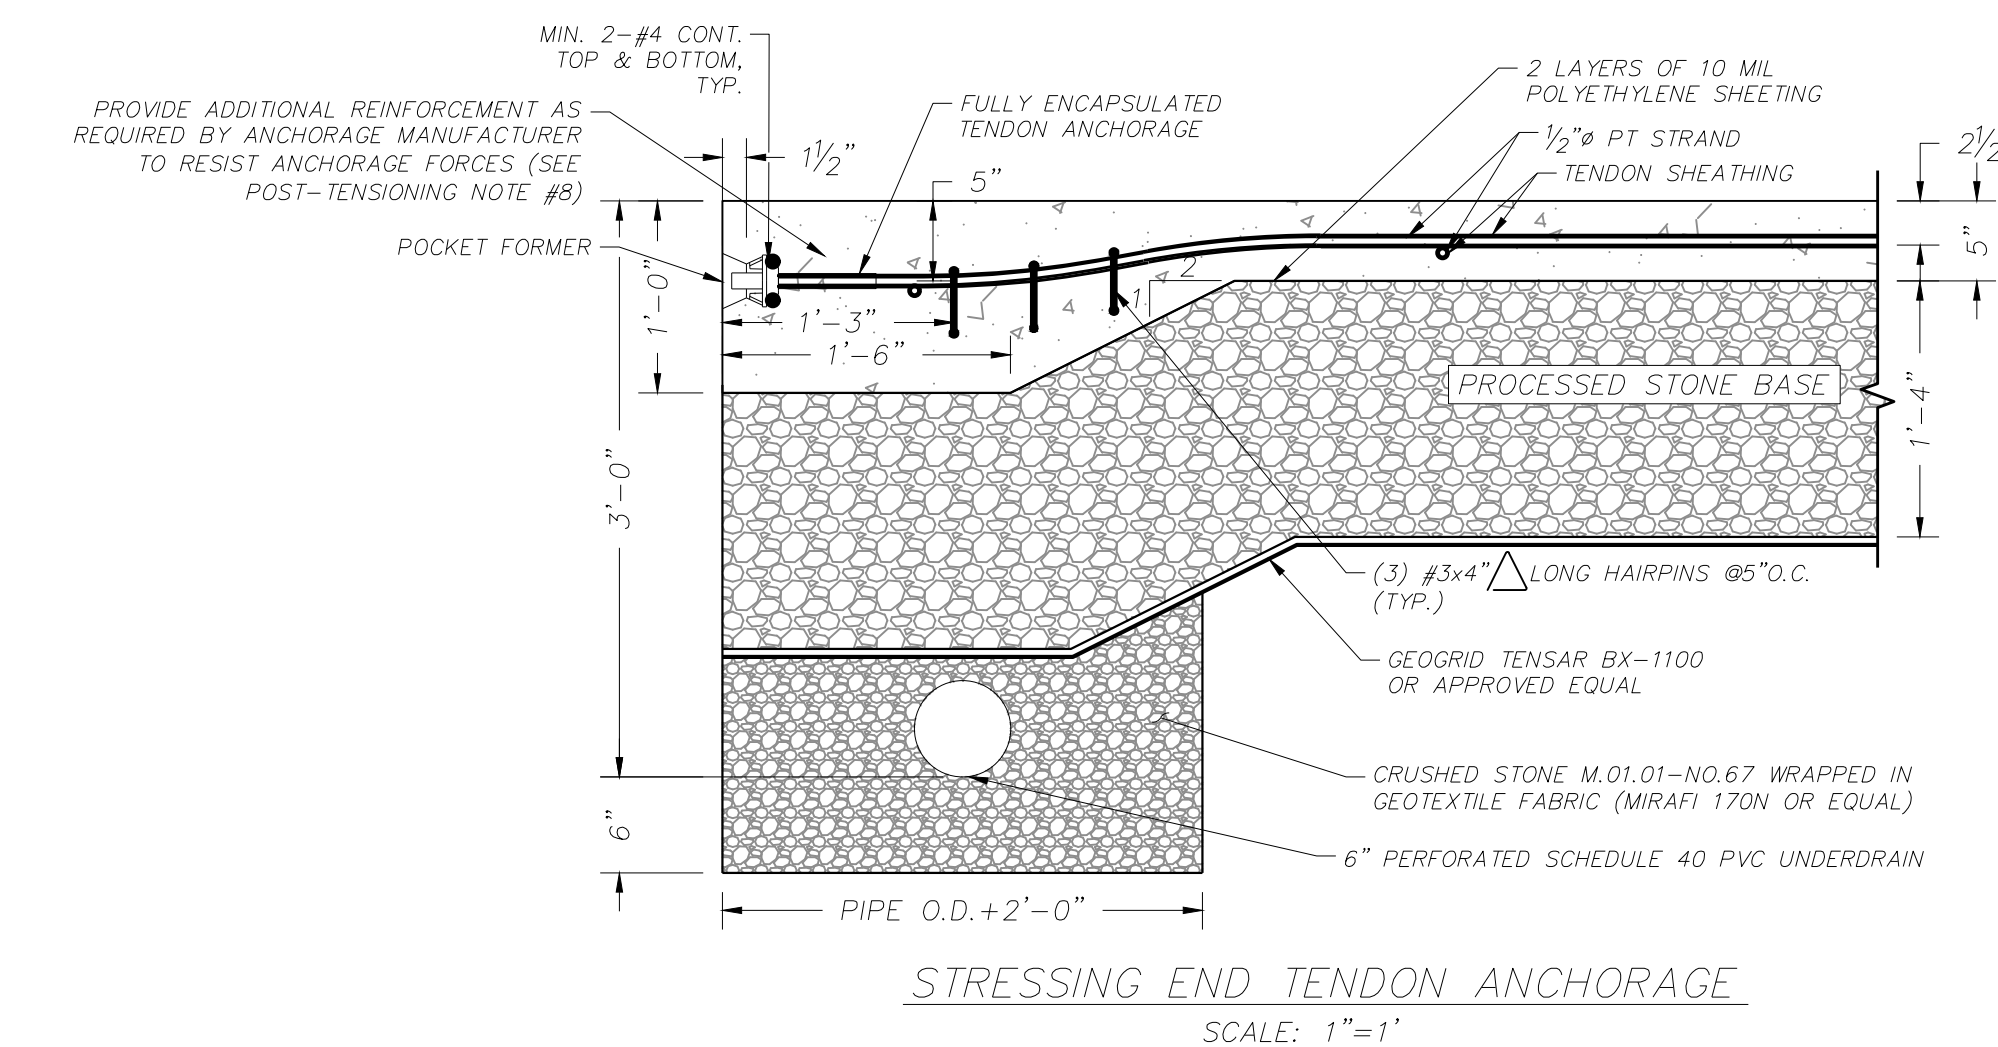 MIN. 2-#4 CONT.
TOP & BOTTOM,
TYP.
PROVIDE ADDITIONAL REINFORCEMENT AS
REQUIRED BY ANCHORAGE MANUFACTURER
TO RESIST ANCHORAGE FORCES (SEE
POST-TENSIONING NOTE #8)
POCKET FORMER
1½"
FULLY ENCAPSULATED
TENDON ANCHORAGE
5"
2 LAYERS OF 10 MIL
POLYETHYLENE SHEETING
½"ø PT STRAND
TENDON SHEATHING
2½
5"
1'-0"
2
1
1'-3"
1'-6"
PROCESSED STONE BASE
1'-4"
3'-0"
(3) #3x4" LONG HAIRPINS @5"O.C.
(TYP.)
GEOGRID TENSAR BX-1100
OR APPROVED EQUAL
CRUSHED STONE M.01.01-NO.67 WRAPPED IN
GEOTEXTILE FABRIC (MIRAFI 170N OR EQUAL)
6"
6" PERFORATED SCHEDULE 40 PVC UNDERDRAIN
PIPE O.D.+2'-0"
STRESSING END TENDON ANCHORAGE
SCALE: 1"=1'